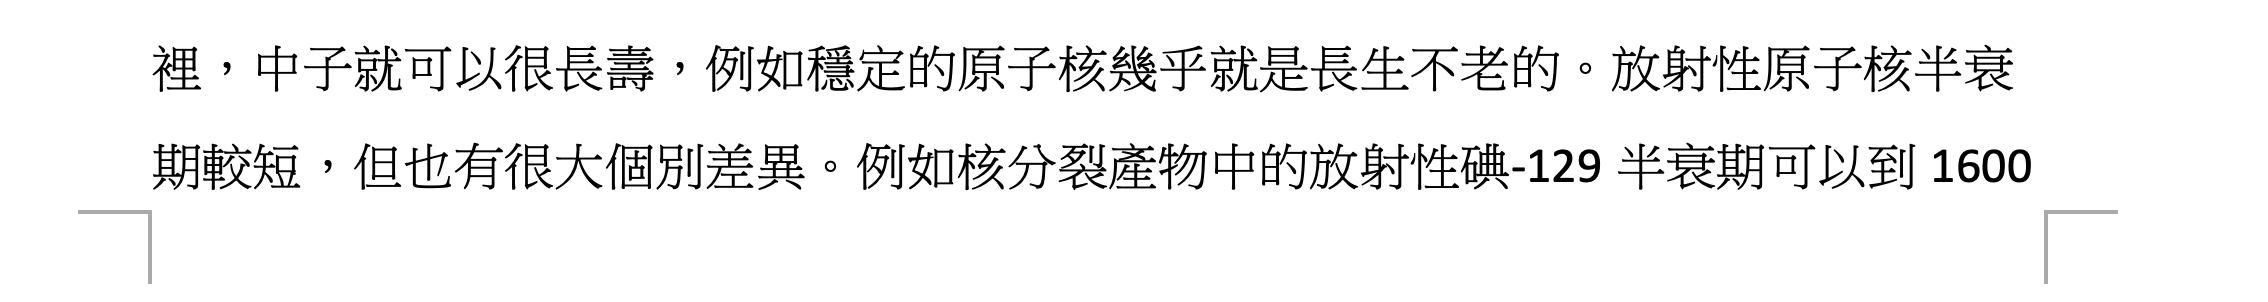 裡，中子就可以很長壽，例如穩定的原子核幾乎就是長生不老的。放射性原子核半衰
期較短，但也有很大個別差異。例如核分裂產物中的放射性碘-129 半衰期可以到 1600